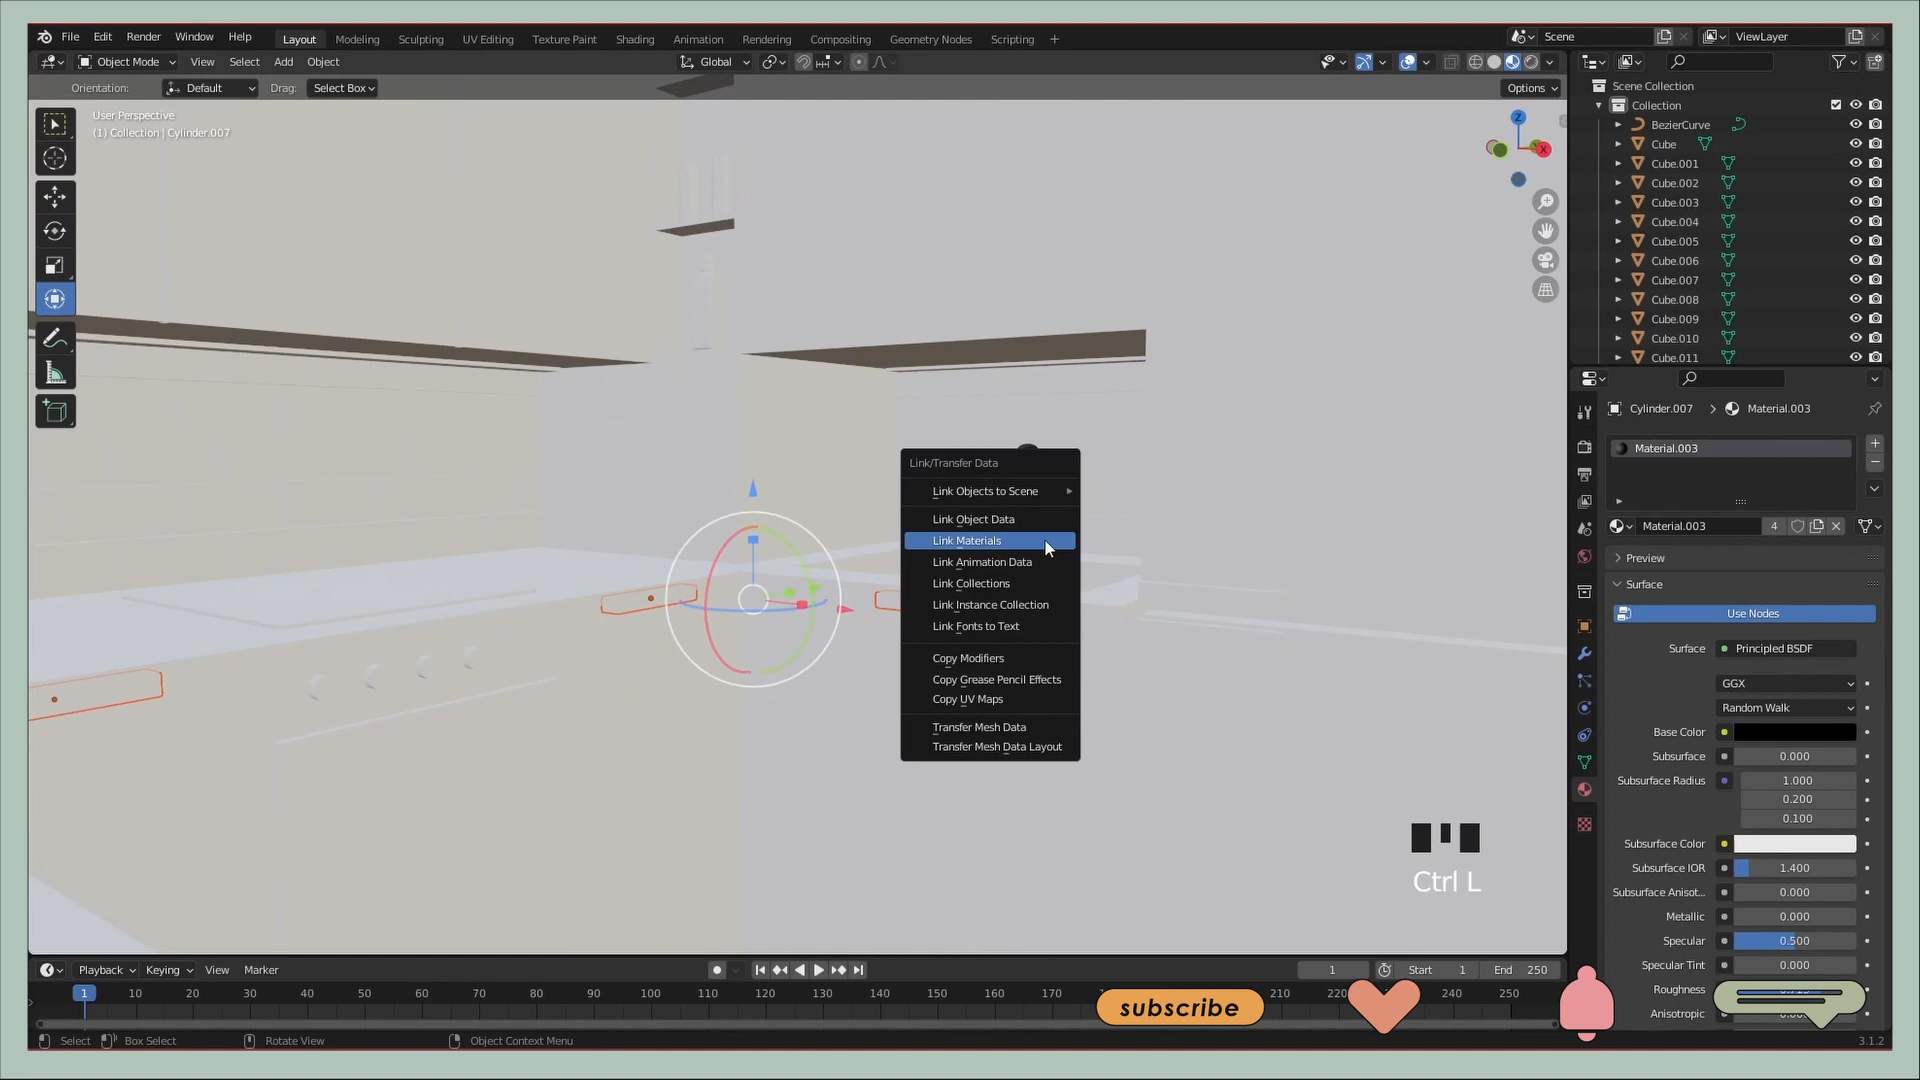 File Edit Render Window Help Layout Modeling Sculpting UV Editing Texture Paint Shading Animation Rendering Compositing Geometry Nodes Scripting + Scene ViewLayer
Object Mode View Select Add Object Global
Orientation: Default Drag: Select Box Options
User Perspective
(1) Collection | Cylinder.007
Z
X
Scene Collection
Collection
BezierCurve
Cube
Cube.001
Cube.002
Cube.003
Cube.004
Cube.005
Cube.006
Cube.007
Cube.008
Cube.009
Cube.010
Cube.011
Link/Transfer Data
Link Objects to Scene
Link Object Data
Link Materials
Link Animation Data
Link Collections
Link Instance Collection
Link Fonts to Text
Copy Modifiers
Copy Grease Pencil Effects
Copy UV Maps
Transfer Mesh Data
Transfer Mesh Data Layout
Ctrl L
Cylinder.007 > Material.003
Material.003
Material.003 4
Preview
Surface
Use Nodes
Surface Principled BSDF
GGX
Random Walk
Base Color
Subsurface 0.000
Subsurface Radius 1.000
0.200
0.100
Subsurface Color
Subsurface IOR 1.400
Subsurface Anisot... 0.000
Metallic 0.000
Specular 0.500
Specular Tint 0.000
Roughness
Anisotropic
Playback Keying View Marker 1 Start 1 End 250
1 10 20 30 40 50 60 70 80 90 100 110 120 130 140 150 160 170 210 240 250
subscribe
Select Box Select Rotate View Object Context Menu 3.1.2